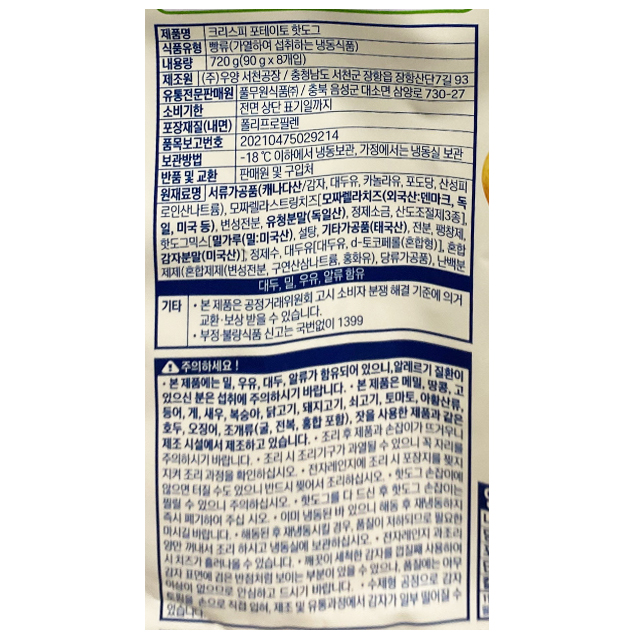 제품명 크리스피 포테이토 핫도그
식품유형 빵류(가열하여 섭취하는 냉동식품)
내용량 720 g(90 g x 8개입)
제조원 (주)우양 서천공장 / 충청남도 서천군 장항읍 장항산단7길 93
유통전문판매원 풀무원식품㈜ / 충북 음성군 대소면 삼양로 730-27
소비기한 전면 상단 표기일까지
포장재질(내면) 폴리프로필렌
품목보고번호 20210475029214
보관방법 -18 ℃ 이하에서 냉동보관, 가정에서는 냉동실 보관
반품 및 교환 판매원 및 구입처
원재료명 서류가공품(캐나다산/감자, 대두유, 카놀라유, 포도당, 산성피
로인산나트륨), 모짜렐라스트링치즈[모짜렐라치즈(외국산:덴마크, 독
일, 미국 등), 변성전분, 유청분말(독일산), 정제소금, 산도조절제3종],
핫도그믹스[밀가루(밀:미국산), 설탕, 기타가공품(태국산), 전분, 팽창제,
감자분말(미국산)], 정제수, 대두유[대두유, d-토코페롤(혼합형)], 혼합
제제(혼합제제(변성전분, 구연산삼나트륨, 홍화유), 당류가공품), 난백분
대두, 밀, 우유, 알류 함유
기타 • 본 제품은 공정거래위원회 고시 소비자 분쟁 해결 기준에 의거
교환·보상 받을 수 있습니다.
• 부정·불량식품 신고는 국번없이 1399
주의하세요!
• 본 제품에는 밀, 우유, 대두, 알류가 함유되어 있으니,알레르기 질환이
있으신 분은 섭취에 주의하시기 바랍니다. • 본 제품은 메밀, 땅콩, 고
등어, 게, 새우, 복숭아, 닭고기, 돼지고기, 쇠고기, 토마토, 아황산류,
호두, 오징어, 조개류(굴, 전복, 홍합 포함), 잣을 사용한 제품과 같은
제조 시설에서 제조하고 있습니다. • 조리 후 제품과 손잡이가 뜨거우니
주의하시기 바랍니다. • 조리 시 조리기구가 과열될 수 있으니 꼭 자리를
지켜 조리 과정을 확인하십시오. • 전자레인지에 조리 시 포장지를 찢지
않으면 터질 수도 있으니 반드시 찢어서 조리하십시오. • 핫도그 손잡이에
찔릴 수 있으니 주의하십시오. • 핫도그를 다 드신 후 핫도그 손잡이는
즉시 폐기하여 주십시오. • 이미 냉동된 바 있으니 해동 후 재냉동하지
마시길 바랍니다. • 해동된 후 재냉동시킬 경우, 품질이 저하되므로 필요한
양만 꺼내서 조리 하시고 냉동실에 보관하십시오. • 전자레인지 과조리
시 치즈가 흘러나올 수 있습니다. • 깨끗이 세척한 감자를 껍질째 사용하여
감자 표면에 검은 반점처럼 보이는 부분이 있을 수 있으나, 품질에는 아무
이상이 없으므로 안심하고 드시기 바랍니다. • 수제형 공정으로 감자
토핑을 손으로 직접 입혀, 제조 및 유통과정에서 감자가 일부 떨어질 수
있습니다.